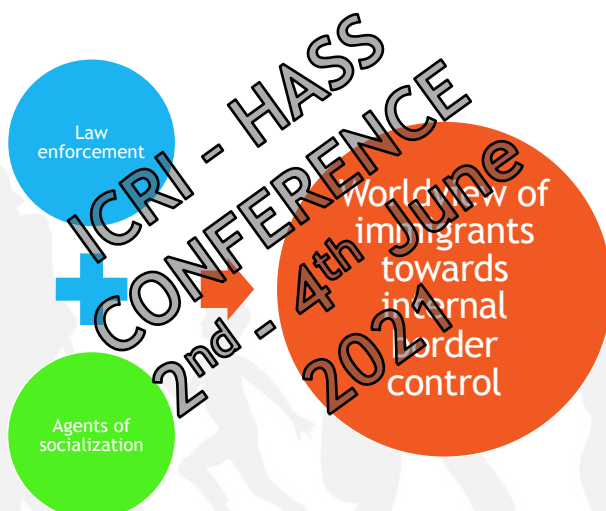 Law
enforcement
Agents of
socialization
Worldview of
immigrants
towards
internal
border
control
ICRI - HASS
CONFERENCE
2nd - 4th June
2021